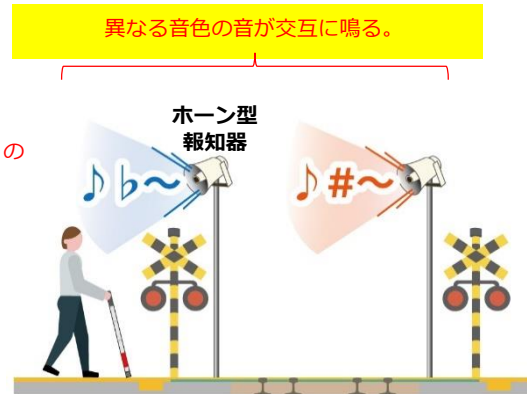 異なる音色の音が交互に鳴る。
ホーン型
報知器
の
♪♭～
♪#～